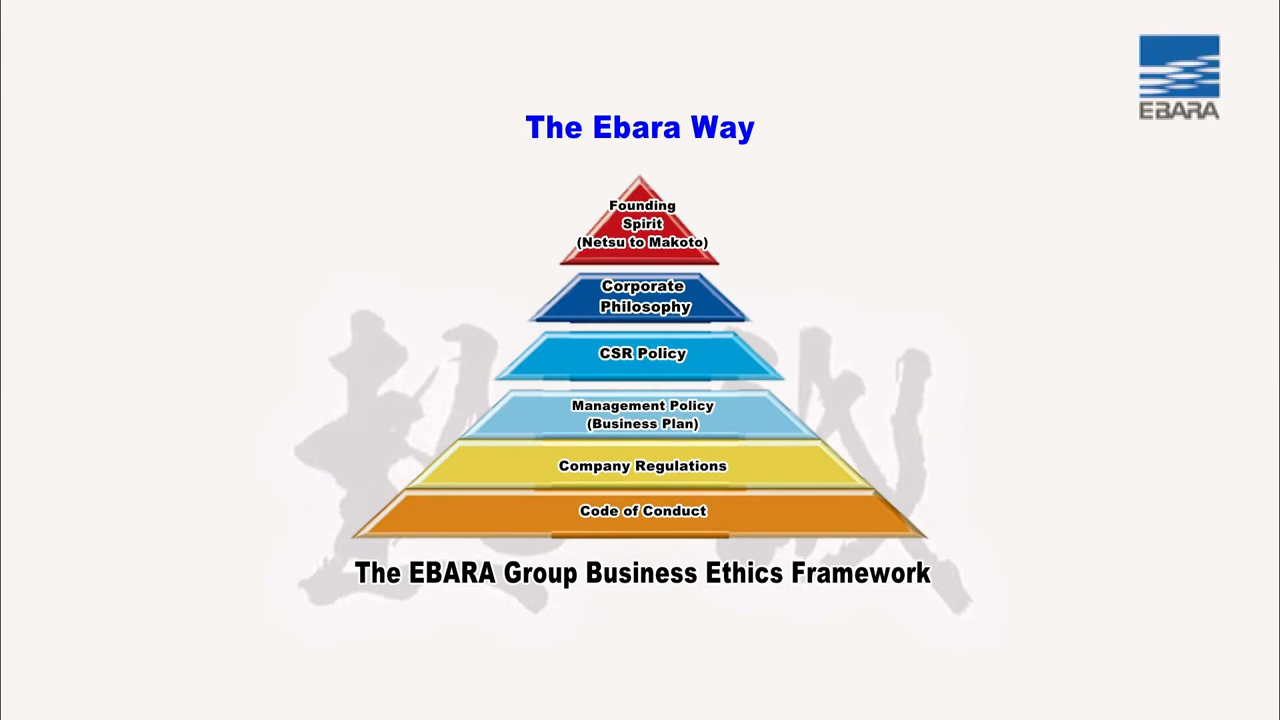 EBARA
The Ebara Way
Founding
Spirit
(Netsu to Makoto)
Corporate
Philosophy
CSR Policy
Management Policy
(Business Plan)
Company Regulations
Code of Conduct
The EBARA Group Business Ethics Framework